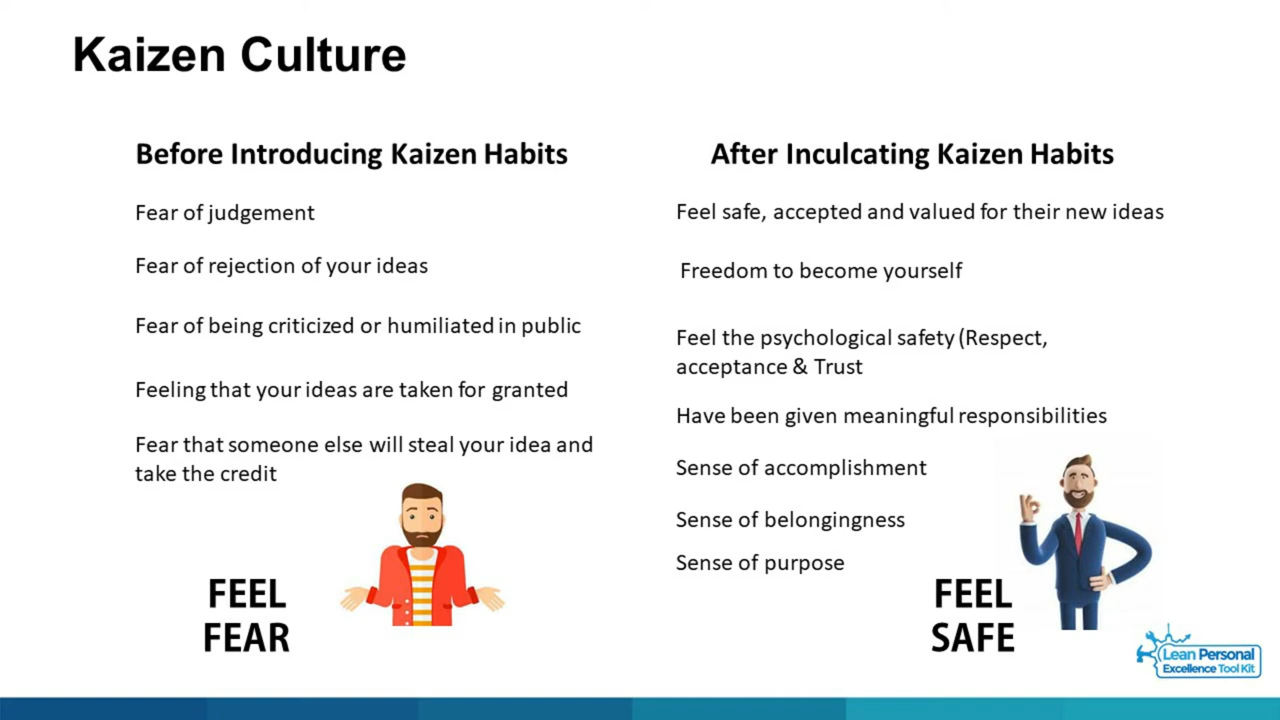 Kaizen Culture
Before Introducing Kaizen Habits
Fear of judgement
Fear of rejection of your ideas
Fear of being criticized or humiliated in public
Feeling that your ideas are taken for granted
Fear that someone else will steal your idea and
take the credit
FEEL
FEAR
After Inculcating Kaizen Habits
Feel safe, accepted and valued for their new ideas
Freedom to become yourself
Feel the psychological safety (Respect,
acceptance & Trust
Have been given meaningful responsibilities
Sense of accomplishment
Sense of belongingness
Sense of purpose
FEEL
SAFE
Lean Personal
Excellence Tool Kit